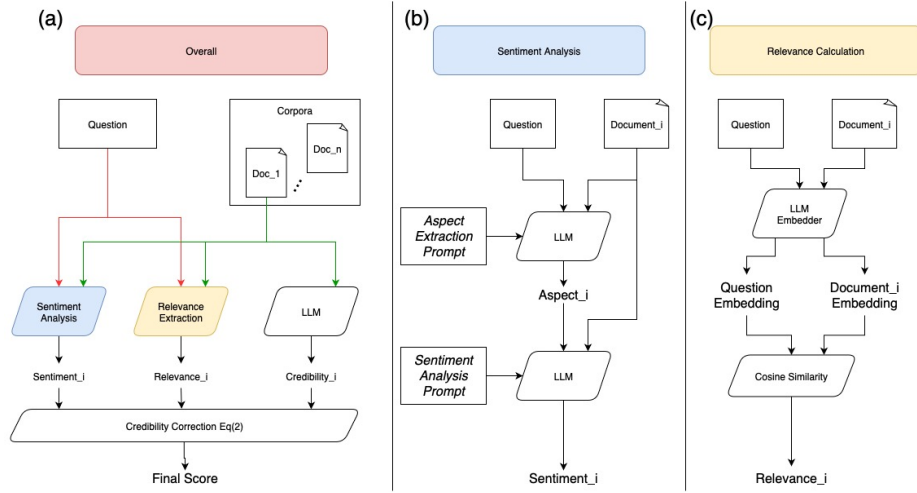 (a)
Overall
Question
Corpora
Doc_1
Doc_n
Sentiment
Analysis
Relevance
Extraction
LLM
Sentiment_i
Relevance_i
Credibility_i
Credibility Correction Eq(2)
Final Score
(b)
Sentiment Analysis
Question
Document_i
Aspect
Extraction
Prompt
LLM
Aspect_i
Sentiment
Analysis
Prompt
LLM
Sentiment_i
(c)
Relevance Calculation
Question
Document_i
LLM
Embedder
Question
Embedding
Document_i
Embedding
Cosine Similarity
Relevance_i